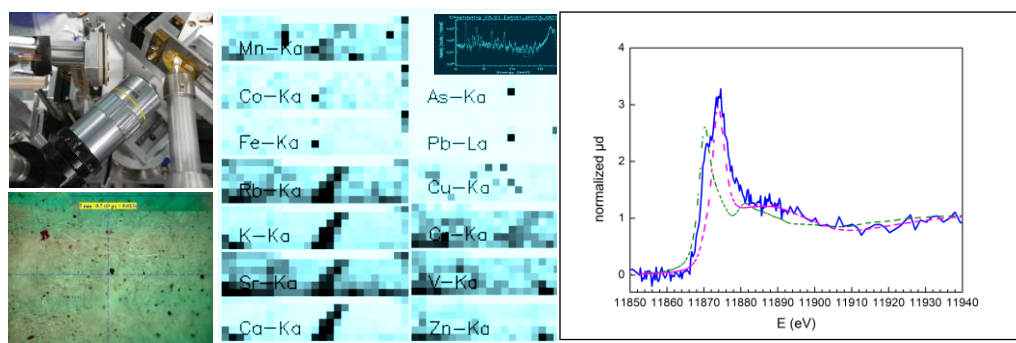 Mn-Ka
Co-Ka
Fe-Ka
Rb-Ka
K-Ka
Sr-Ka
Ca-Ka
As-Ka
Pb-La
Cu-Ka
V-Ka
Zn-Ka
Energy (keV)
normalized μd
4
3
2
1
0
11850 11860 11870 11880 11890 11900 11910 11920 11930 11940
E (eV)